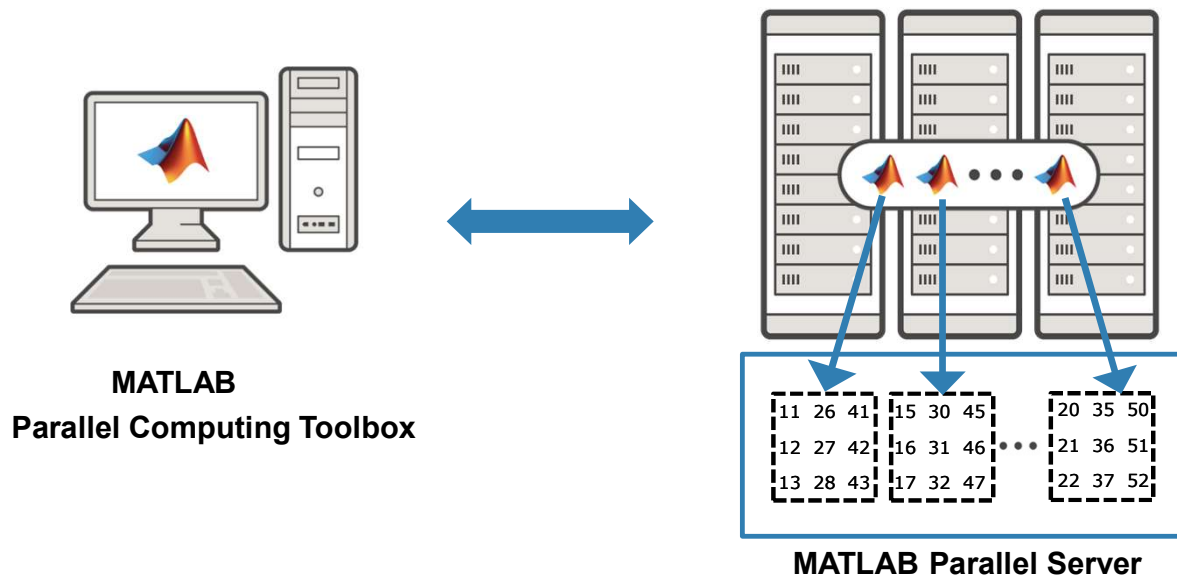 MATLAB
Parallel Computing Toolbox
11 26 41 15 30 45 20 35 50
12 27 42 16 31 46 21 36 51
13 28 43 17 32 47 22 37 52
MATLAB Parallel Server